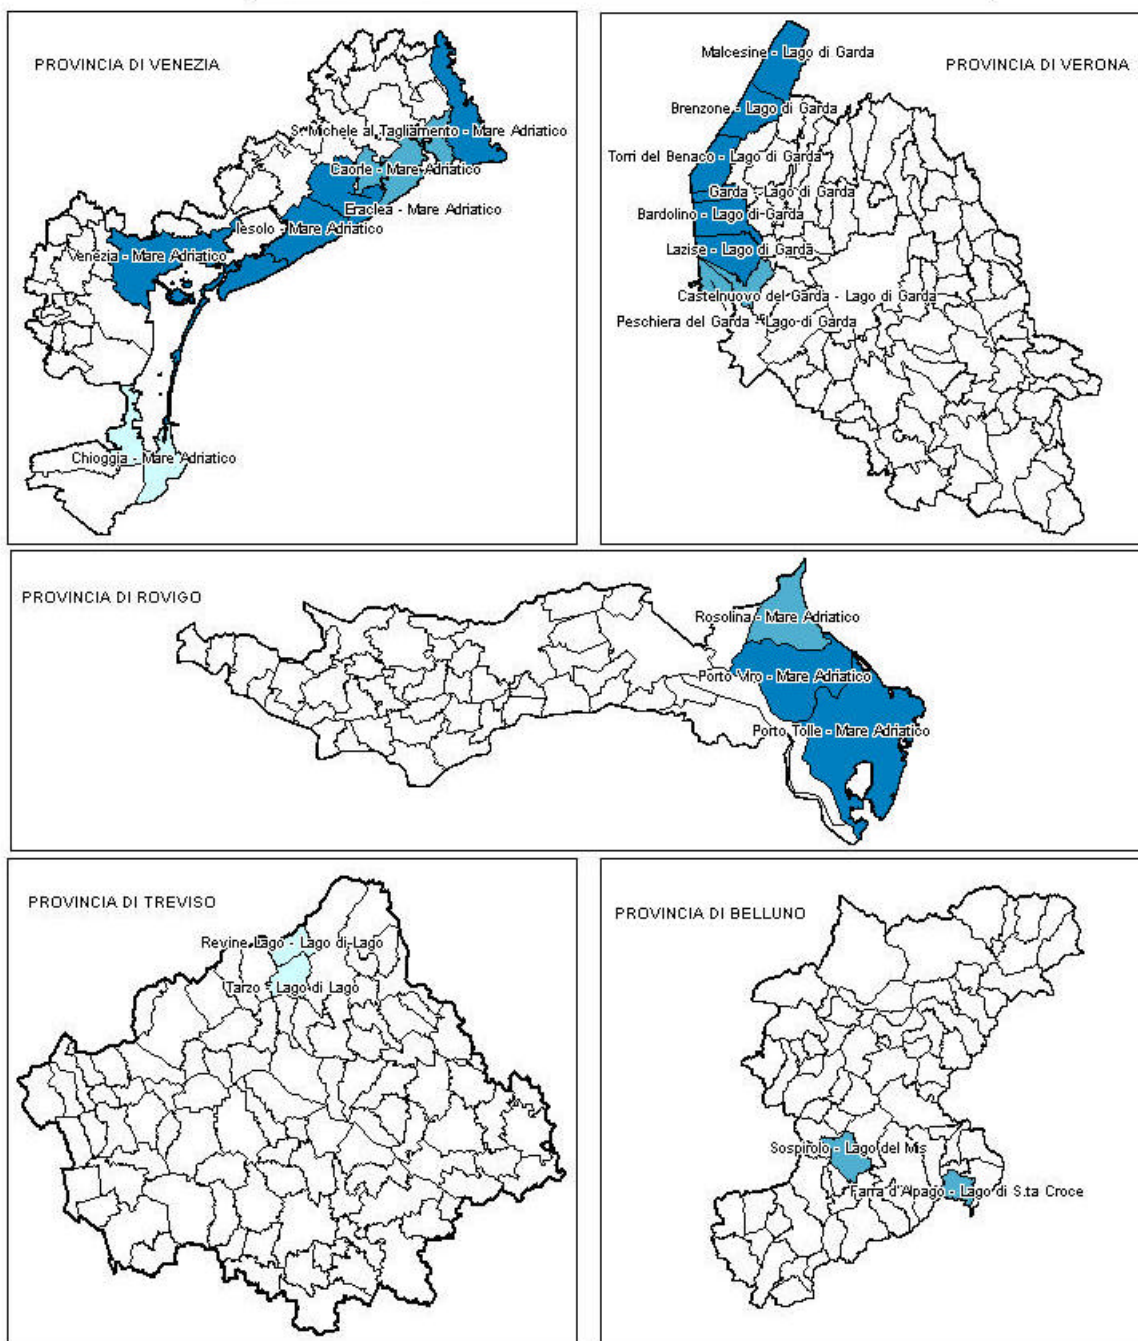 PROVINCIA DI VENEZIA
S. Michele al Tagliamento - Mare Adriatico
Caorle - Mare Adriatico
Eraclea - Mare Adriatico
Iesolo - Mare Adriatico
Venezia - Mare Adriatico
Chioggia - Mare Adriatico
PROVINCIA DI VERONA
Malcesine - Lago di Garda
Brenzone - Lago di Garda
Torri del Benaco - Lago di Garda
Garda - Lago di Garda
Bardolino - Lago di Garda
Lazise - Lago di Garda
Castelnuovo del Garda - Lago di Garda
Peschiera del Garda - Lago di Garda
PROVINCIA DI ROVIGO
Rosolina - Mare Adriatico
Porto Viro - Mare Adriatico
Porto Tolle - Mare Adriatico
PROVINCIA DI TREVISO
Revine Lago - Lago di Lago
Tarzo - Lago di Lago
PROVINCIA DI BELLUNO
Sospirolo - Lago del Mis
Farra d'Alpago - Lago di S.ta Croce